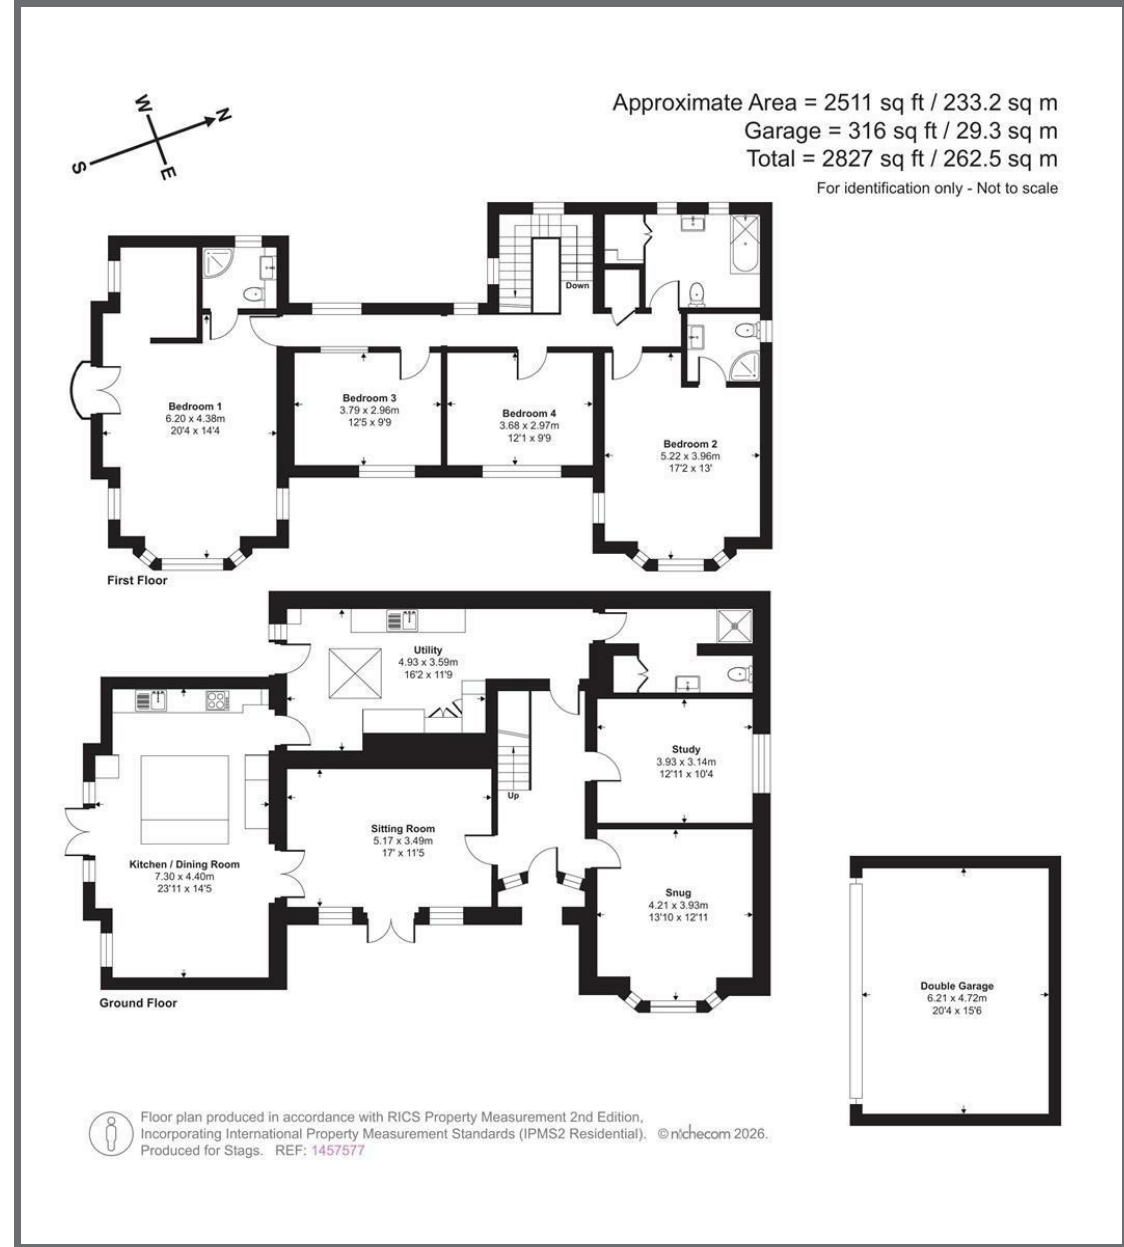 W
N
S
E
Approximate Area = 2511 sq ft / 233.2 sq m
Garage = 316 sq ft / 29.3 sq m
Total = 2827 sq ft / 262.5 sq m
For identification only - Not to scale
Down
Bedroom 1
6.20 x 4.38m
20'4 x 14'4
Bedroom 3
3.79 x 2.96m
12'5 x 9'9
Bedroom 4
3.68 x 2.97m
12'1 x 9'9
Bedroom 2
5.22 x 3.96m
17'2 x 13'
First Floor
Utility
4.93 x 3.59m
16'2 x 11'9
Study
3.93 x 3.14m
12'11 x 10'4
Up
Sitting Room
5.17 x 3.49m
17' x 11'5
Kitchen / Dining Room
7.30 x 4.40m
23'11 x 14'5
Snug
4.21 x 3.93m
13'10 x 12'11
Ground Floor
Double Garage
6.21 x 4.72m
20'4 x 15'6
Floor plan produced in accordance with RICS Property Measurement 2nd Edition,
Incorporating International Property Measurement Standards (IPMS2 Residential). © nichecom 2026.
Produced for Stags. REF: 1457577